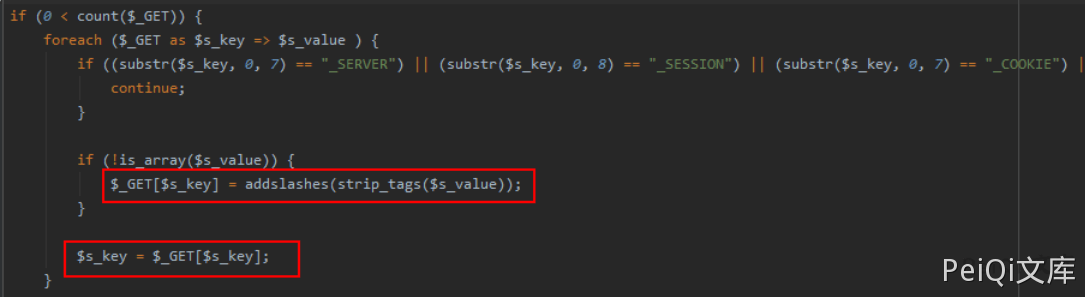 if (0 < count($_GET)) {
foreach ($_GET as $s_key => $s_value ) {
if ((substr($s_key, 0, 7) == "_SERVER") || (substr($s_key, 0, 8) == "_SESSION") || (substr($s_key, 0, 7) == "_COOKIE") |
continue;
}
if (!is_array($s_value)) {
$_GET[$s_key] = addslashes(strip_tags($s_value));
}
$s_key = $_GET[$s_key];
}
PeiQi文库